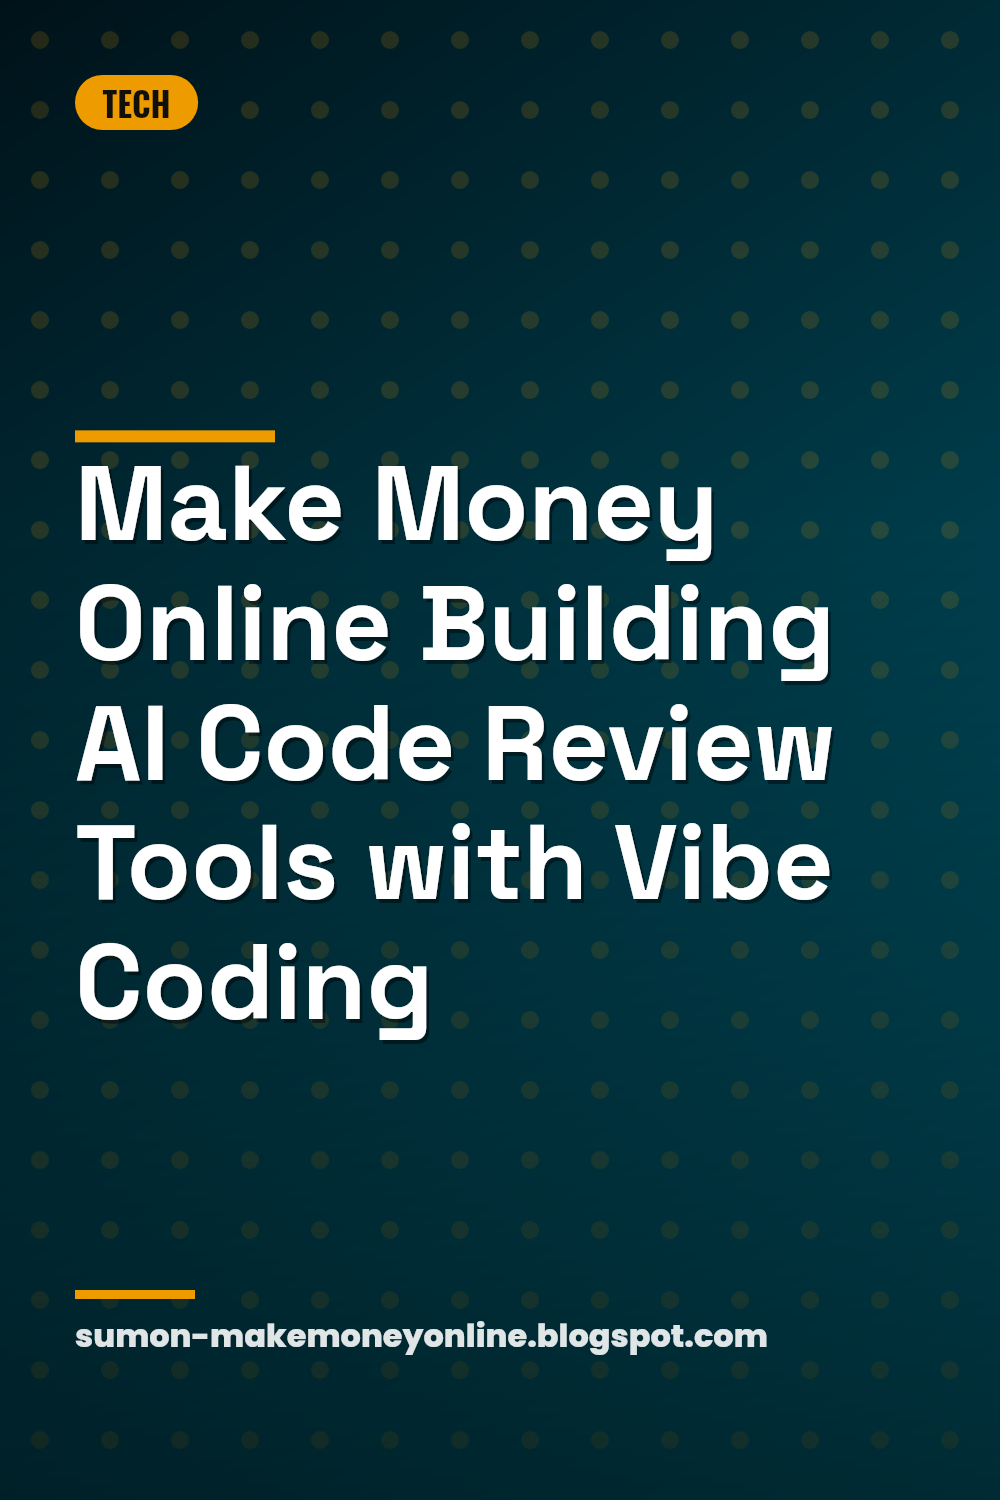 TECH
Make Money
Online Building
AI Code Review
Tools with Vibe
Coding
sumon-makemoneyonline.blogspot.com